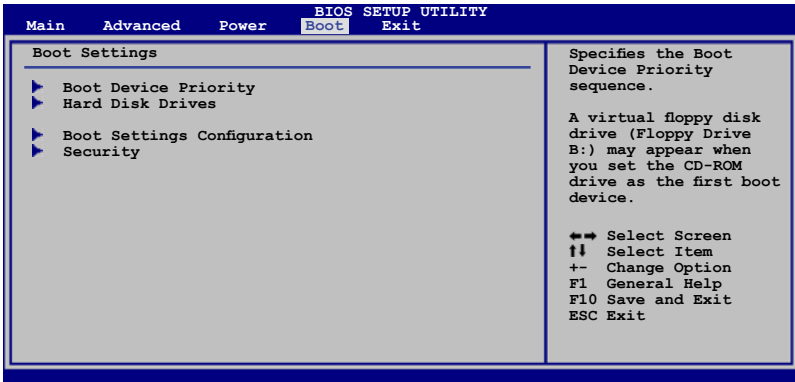 BIOS SETUP UTILITY
Main Advanced Power Boot Exit
Boot Settings
Boot Device Priority
Hard Disk Drives
Boot Settings Configuration
Security
Specifies the Boot
Device Priority
sequence.
A virtual floppy disk
drive (Floppy Drive
B:) may appear when
you set the CD-ROM
drive as the first boot
device.
←→ Select Screen
↑↓ Select Item
+- Change Option
F1 General Help
F10 Save and Exit
ESC Exit